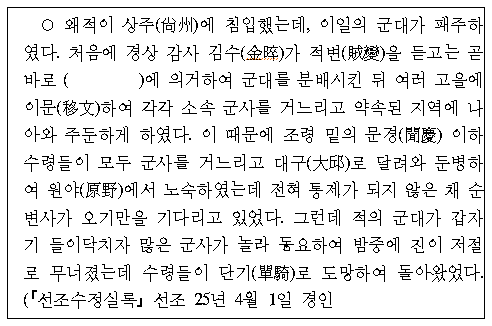 ○ 왜적이 상주(尙州)에 침입했는데, 이일의 군대가 패주하
였다. 처음에 경상 감사 김수(金睟)가 적변(賊變)을 듣고는 곧
바로 (          )에 의거하여 군대를 분배시킨 뒤 여러 고을에
이문(移文)하여 각각 소속 군사를 거느리고 약속된 지역에 나
아와 주둔하게 하였다. 이 때문에 조령 밑의 문경(聞慶) 이하
수령들이 모두 군사를 거느리고 대구(大邱)로 달려와 둔병하
여 원야(原野)에서 노숙하였는데 전혀 통제가 되지 않은 채 순
변사가 오기만을 기다리고 있었다. 그런데 적의 군대가 갑자
기 들이닥치자 많은 군사가 놀라 동요하여 밤중에 진이 저절
로 무너졌는데 수령들이 단기(單騎)로 도망하여 돌아왔었다.
(『선조수정실록』 선조 25년 4월 1일 경인